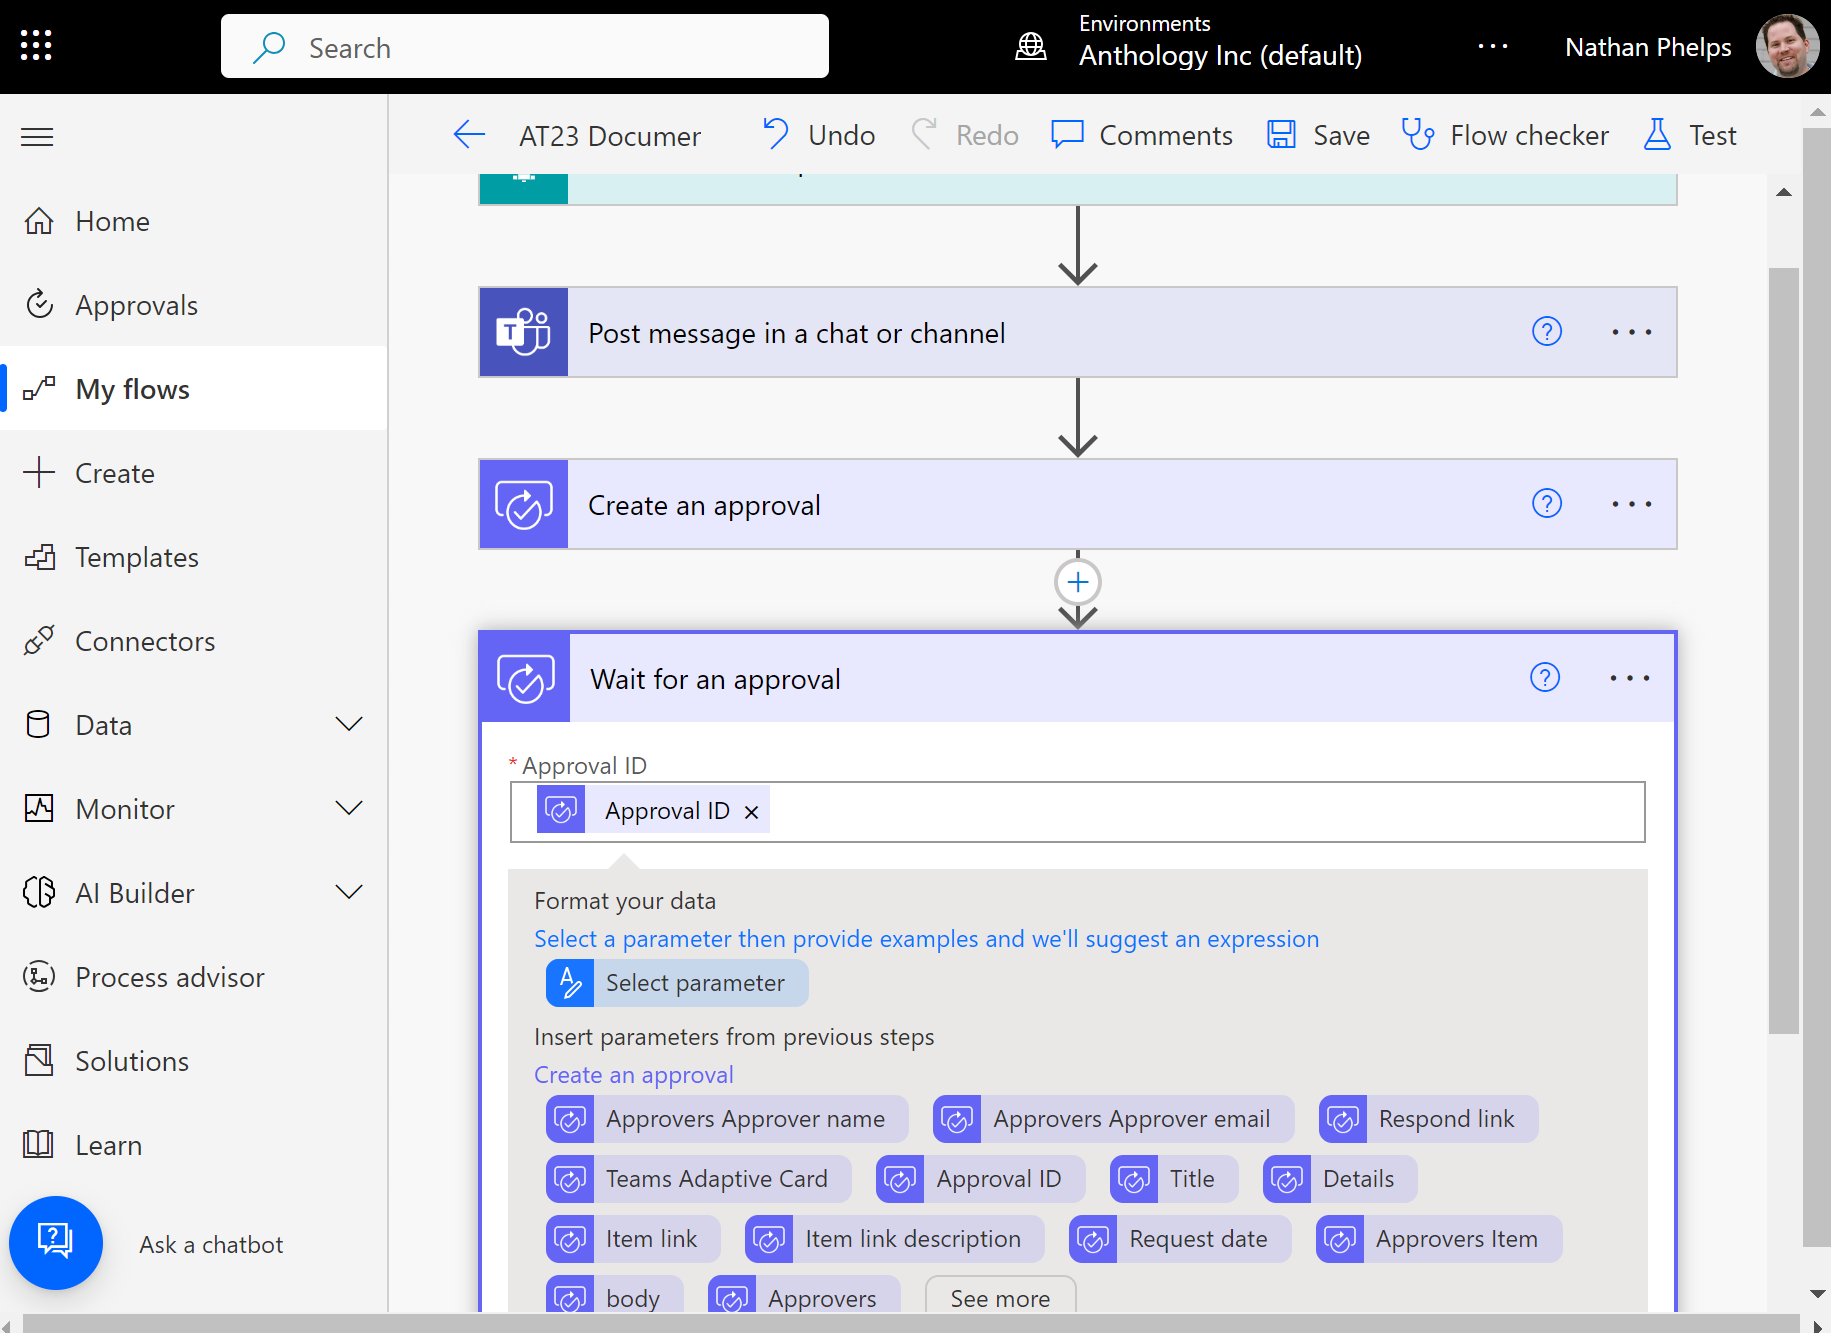 Search
Environments
Anthology Inc (default)
Nathan Phelps
AT23 Documer
Undo
Redo
Comments
Save
Flow checker
Test
Home
Approvals
My flows
Create
Templates
Connectors
Data
Monitor
AI Builder
Process advisor
Solutions
Learn
Ask a chatbot
T
Post message in a chat or channel
?
Create an approval
?
Wait for an approval
?
* Approval ID
Approval ID ×
Format your data
Select a parameter then provide examples and we'll suggest an expression
Select parameter
Insert parameters from previous steps
Create an approval
Approvers Approver name
Approvers Approver email
Respond link
Teams Adaptive Card
Approval ID
Title
Details
Item link
Item link description
Request date
Approvers Item
body
Approvers
See more